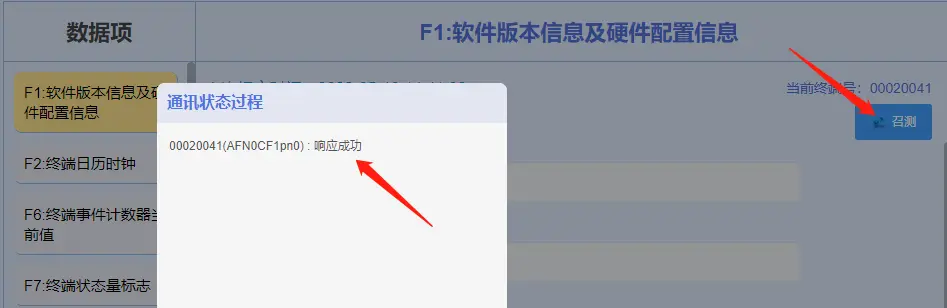 数据项
F1:软件版本信息及硬件配置信息
F1:软件版本信息及硬
件配置信息
通讯状态过程
当前终端号：00020041
召测
00020041(AFN0CF1pn0) : 响应成功
F2:终端日历时钟
F6:终端事件计数器当
前值
F7:终端状态量标志